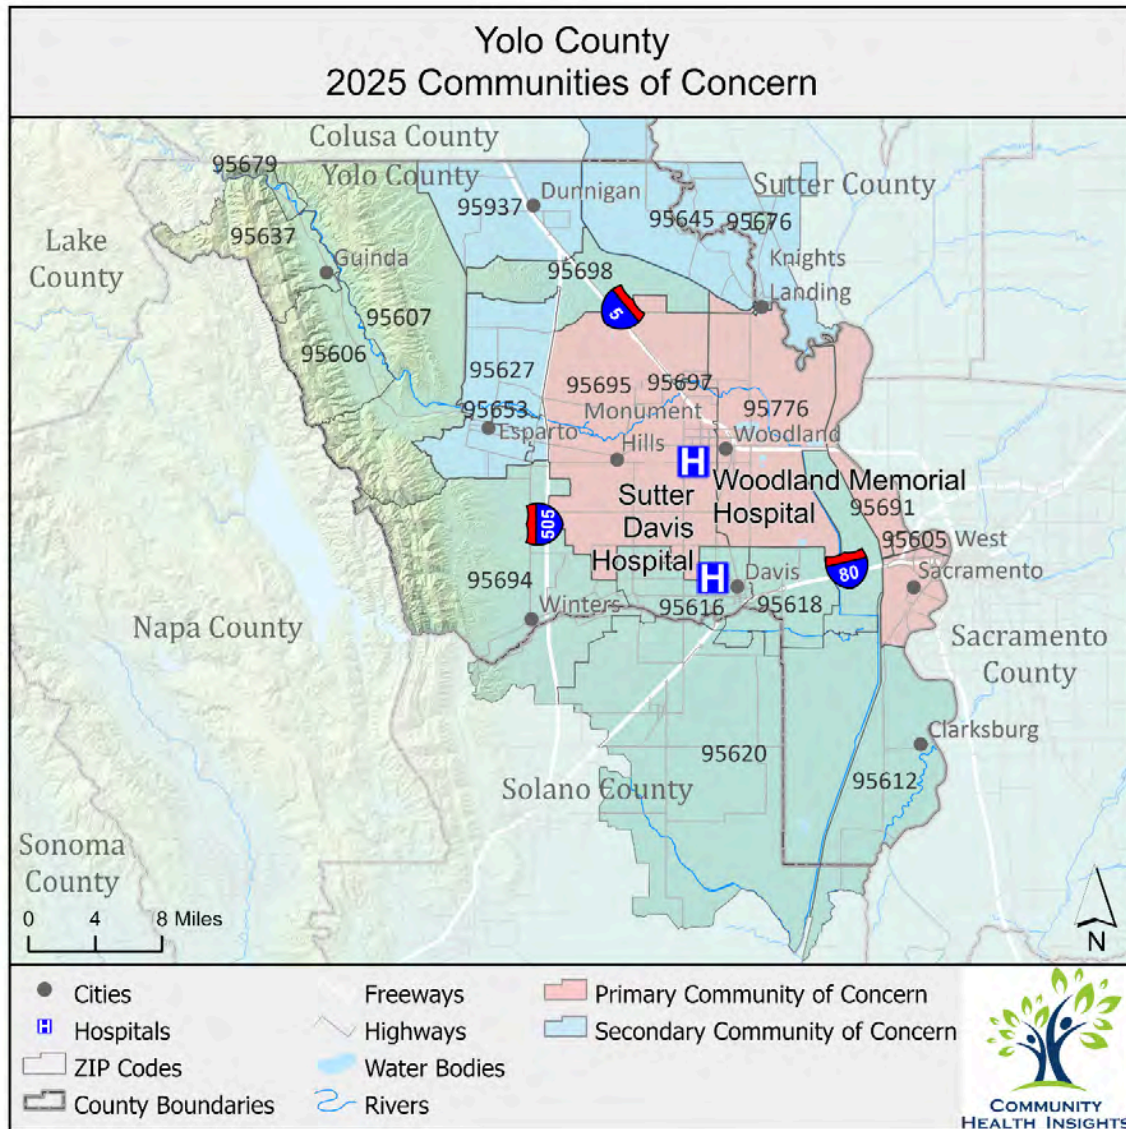 Yolo County
2025 Communities of Concern
Colusa County
95679
Yolo County
Dunnigan
Sutter County
95937
95645
95676
Lake
County
95637
Guinda
95698
Knights
Landing
5
95607
95606
95627
95695
95697
95653
Monument
95776
Esparto
Hills
Woodland
H
Woodland Memorial
Hospital
Sutter
Davis
Hospital
95691
505
95605
West
Sacramento
80
H
Davis
95694
95616
95618
Winters
Napa County
Sacramento
County
Clarksburg
95620
95612
Solano County
Sonoma
County
0 4 8 Miles
N
Cities
Hospitals
ZIP Codes
County Boundaries
Freeways
Highways
Water Bodies
Rivers
Primary Community of Concern
Secondary Community of Concern
H
COMMUNITY
HEALTH INSIGHTS